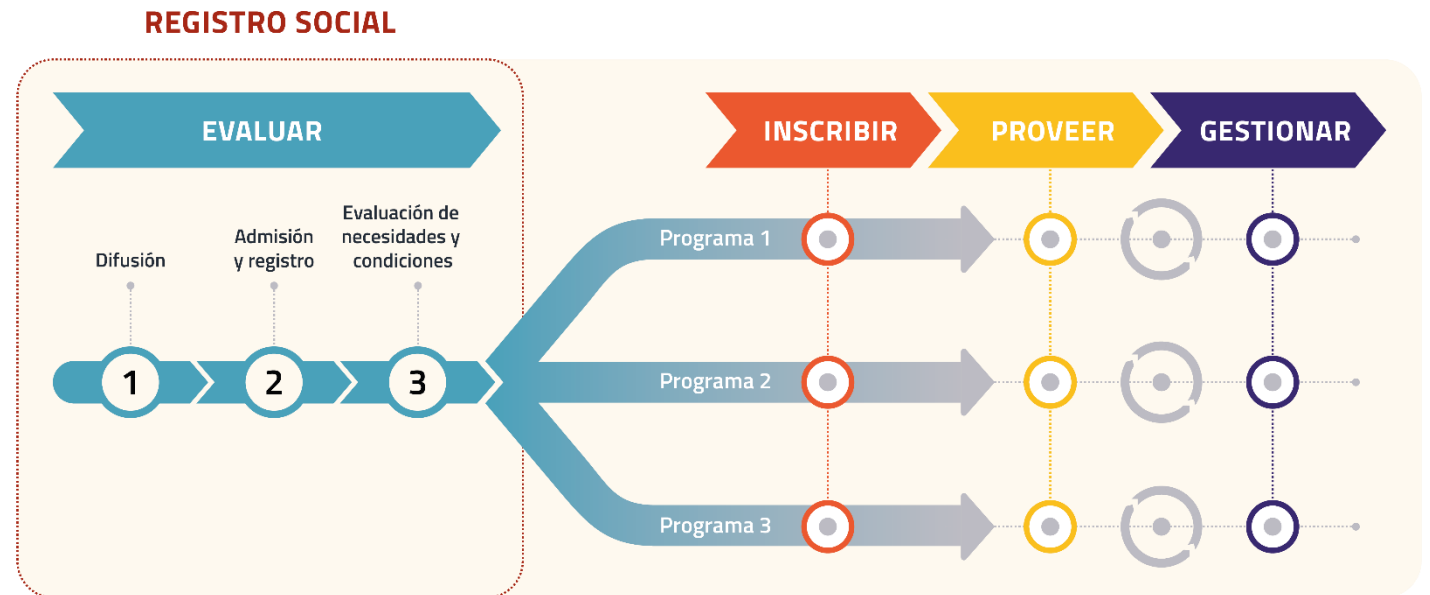 REGISTRO SOCIAL
EVALUAR
INSCRIBIR
PROVEER
GESTIONAR
Difusión
Admisión
y registro
Evaluación de
necesidades y
condiciones
1
2
3
Programa 1
Programa 2
Programa 3